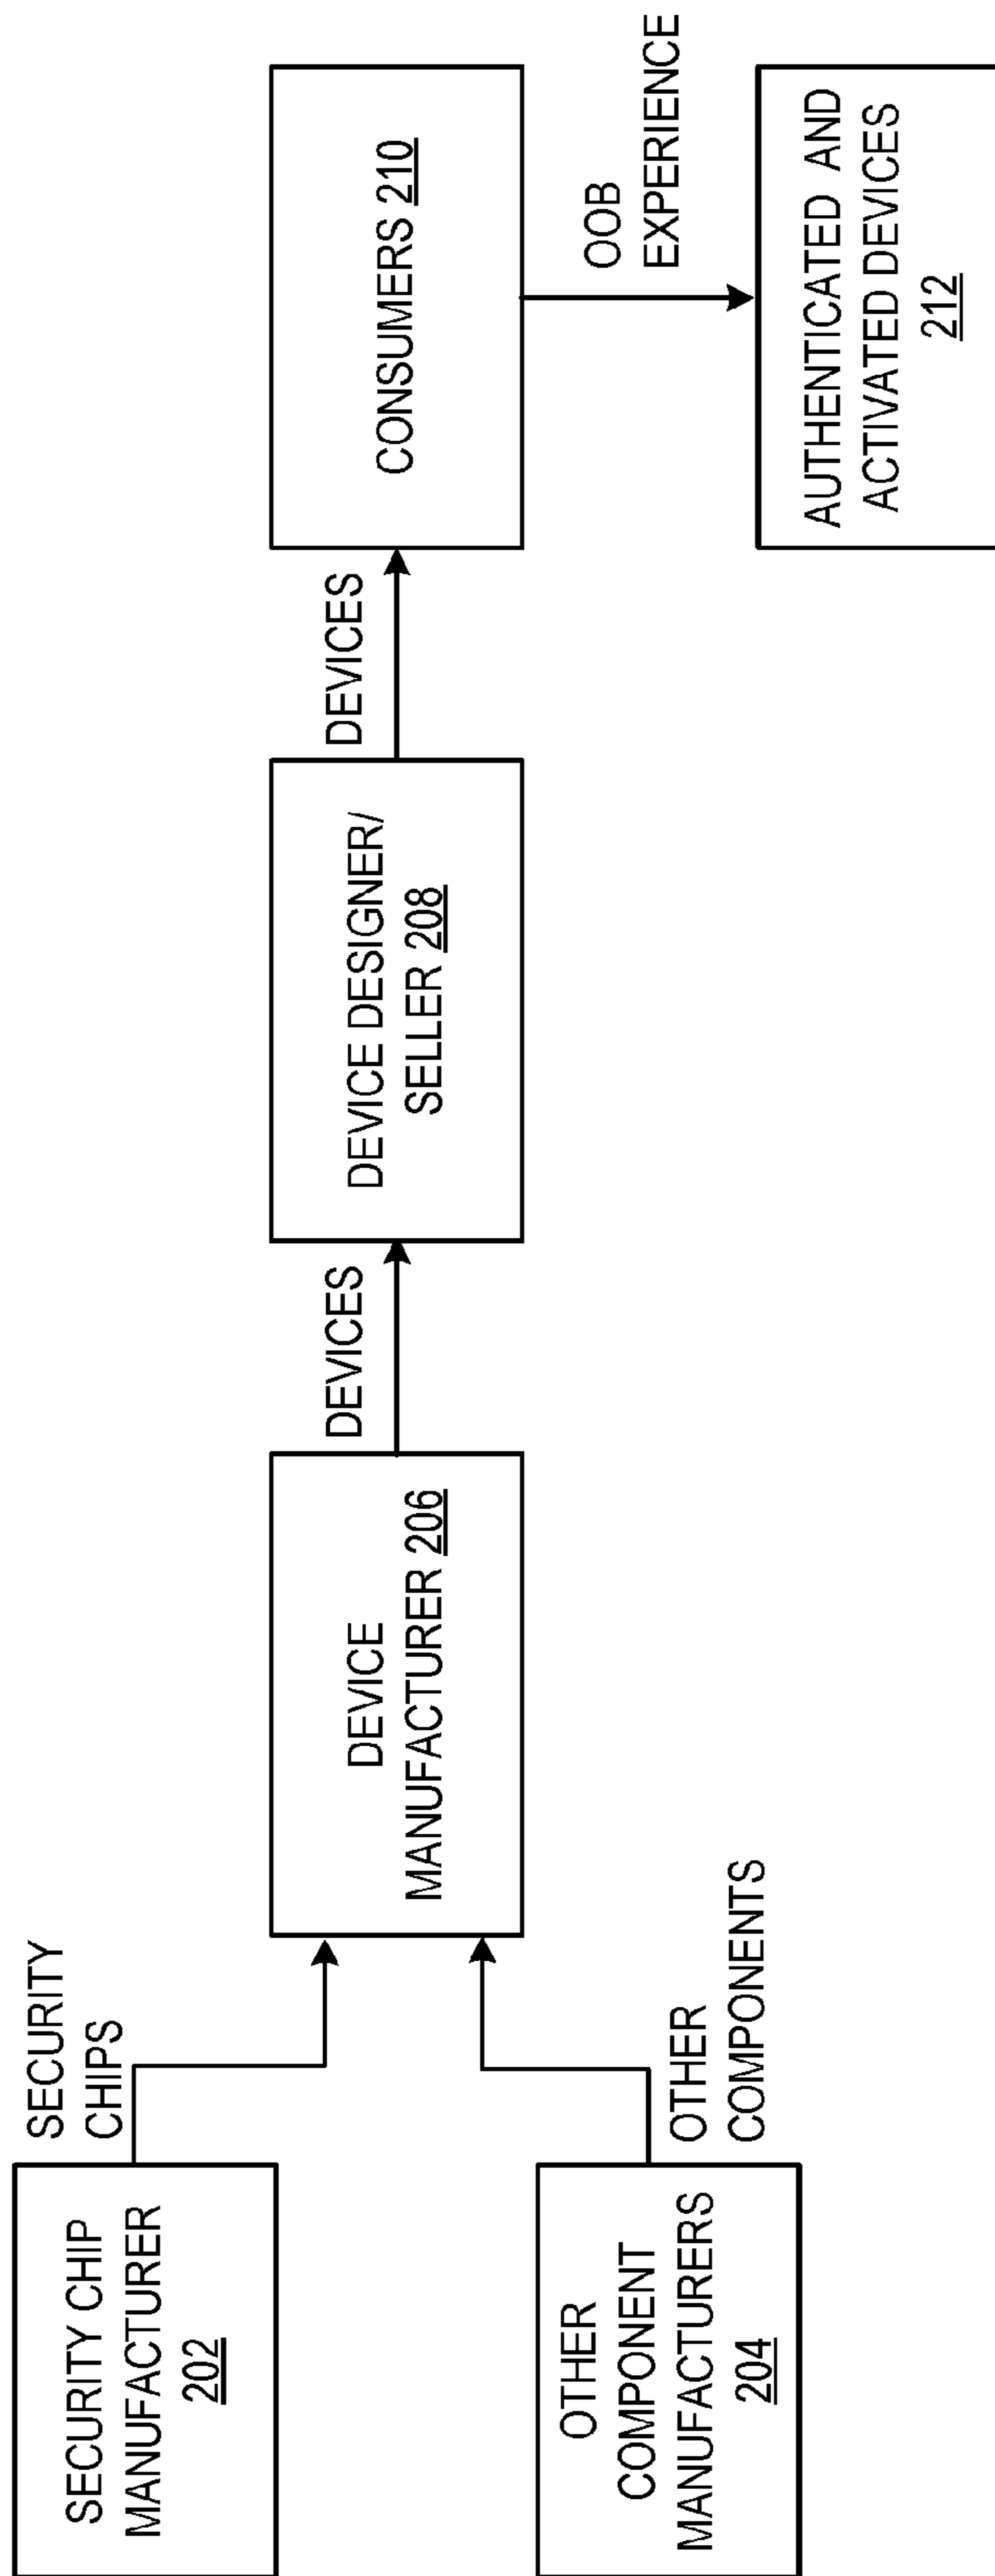 SECURITY CHIP
MANUFACTURER
202
SECURITY
CHIPS
OTHER
COMPONENT
MANUFACTURERS
204
OTHER
COMPONENTS
DEVICE
MANUFACTURER 206
DEVICES
DEVICE DESIGNER/
SELLER 208
DEVICES
CONSUMERS 210
OOB
EXPERIENCE
AUTHENTICATED AND
ACTIVATED DEVICES
212